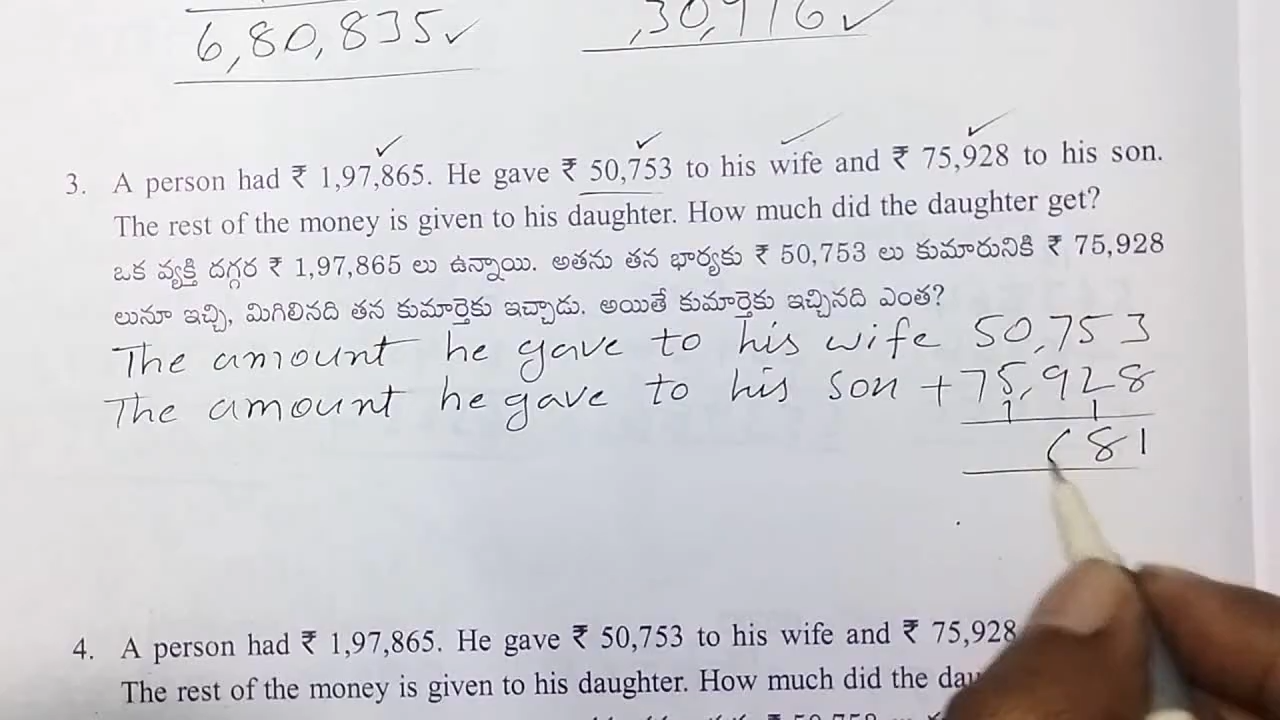 6,80,835✓
,30,916✓
3. A person had ₹ 1,97,865. He gave ₹ 50,753 to his wife and ₹ 75,928 to his son.
The rest of the money is given to his daughter. How much did the daughter get?
ఒక వ్యక్తి దగ్గర ₹ 1,97,865 లు ఉన్నాయి. అతను తన భార్యకు ₹ 50,753 లు కుమారునికి ₹ 75,928
లునూ ఇచ్చి, మిగిలినది తన కుమార్తెకు ఇచ్చాడు. అయితే కుమార్తెకు ఇచ్చినది ఎంత?
The amount he gave to his wife 50,753
The amount he gave to his son + 75,928
1 1
681
4. A person had ₹ 1,97,865. He gave ₹ 50,753 to his wife and ₹ 75,928
The rest of the money is given to his daughter. How much did the